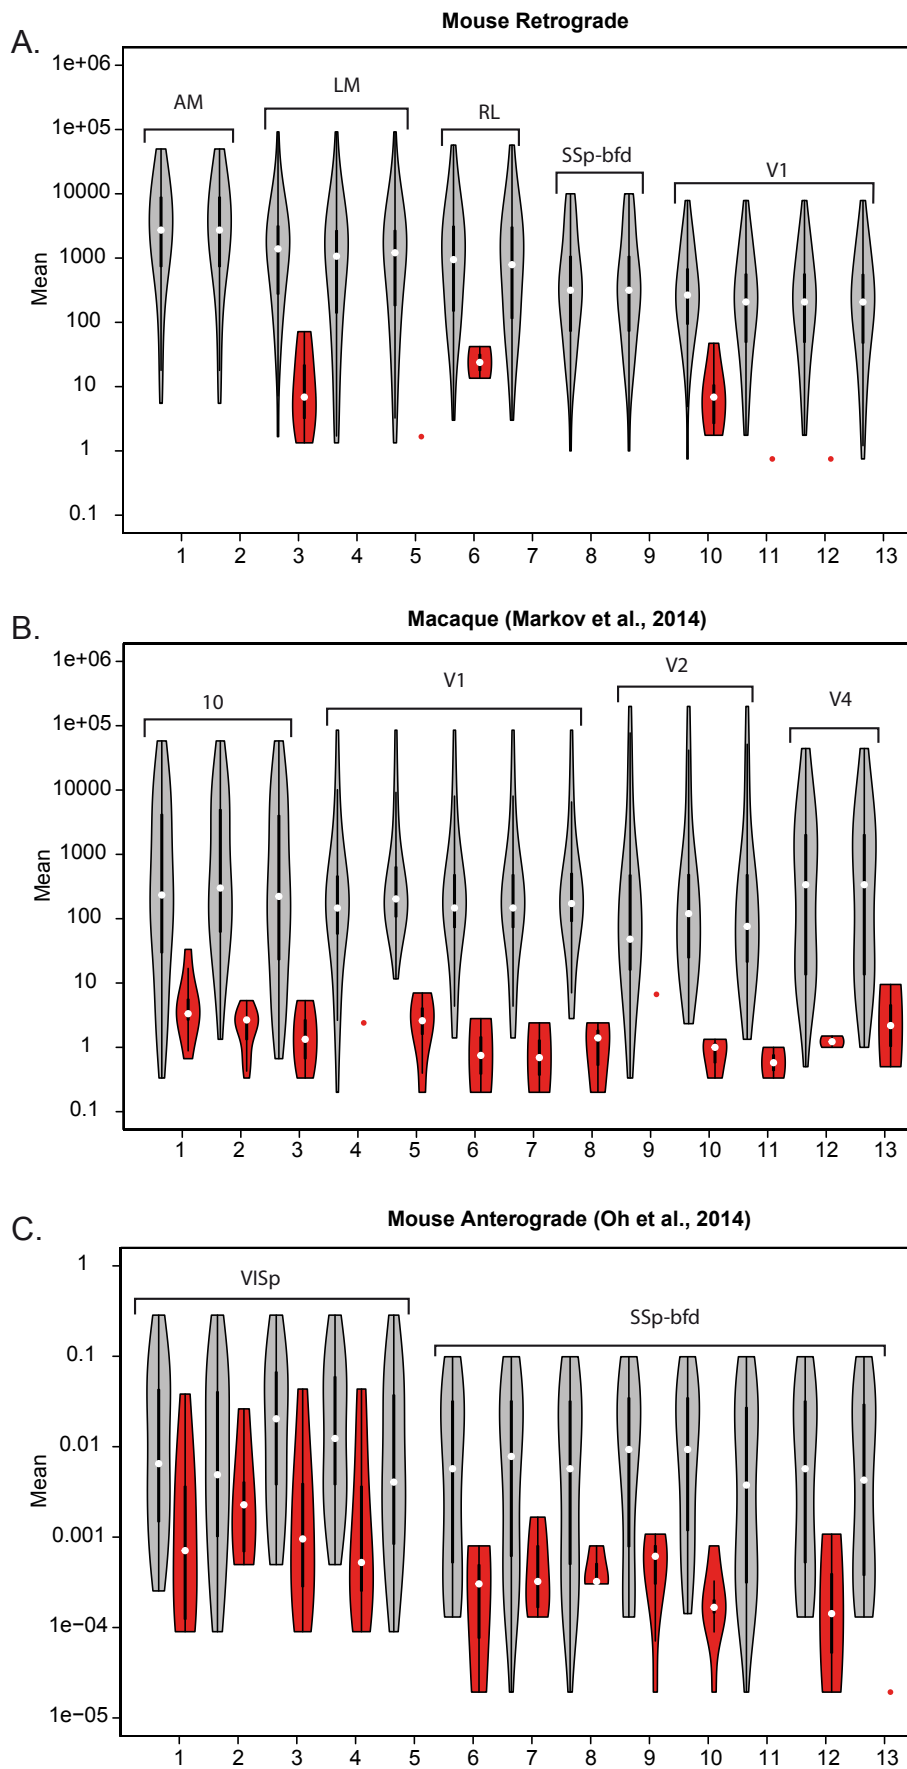 A.
Mouse Retrograde
1e+06
1e+05
10000
1000
100
10
1
0.1
Mean
AM
LM
RL
SSp-bfd
V1
1 2 3 4 5 6 7 8 9 10 11 12 13
B.
Macaque (Markov et al., 2014)
1e+06
1e+05
10000
1000
100
10
1
0.1
Mean
10
V1
V2
V4
1 2 3 4 5 6 7 8 9 10 11 12 13
C.
Mouse Anterograde (Oh et al., 2014)
1
0.1
0.01
0.001
1e−04
1e−05
Mean
VISp
SSp-bfd
1 2 3 4 5 6 7 8 9 10 11 12 13